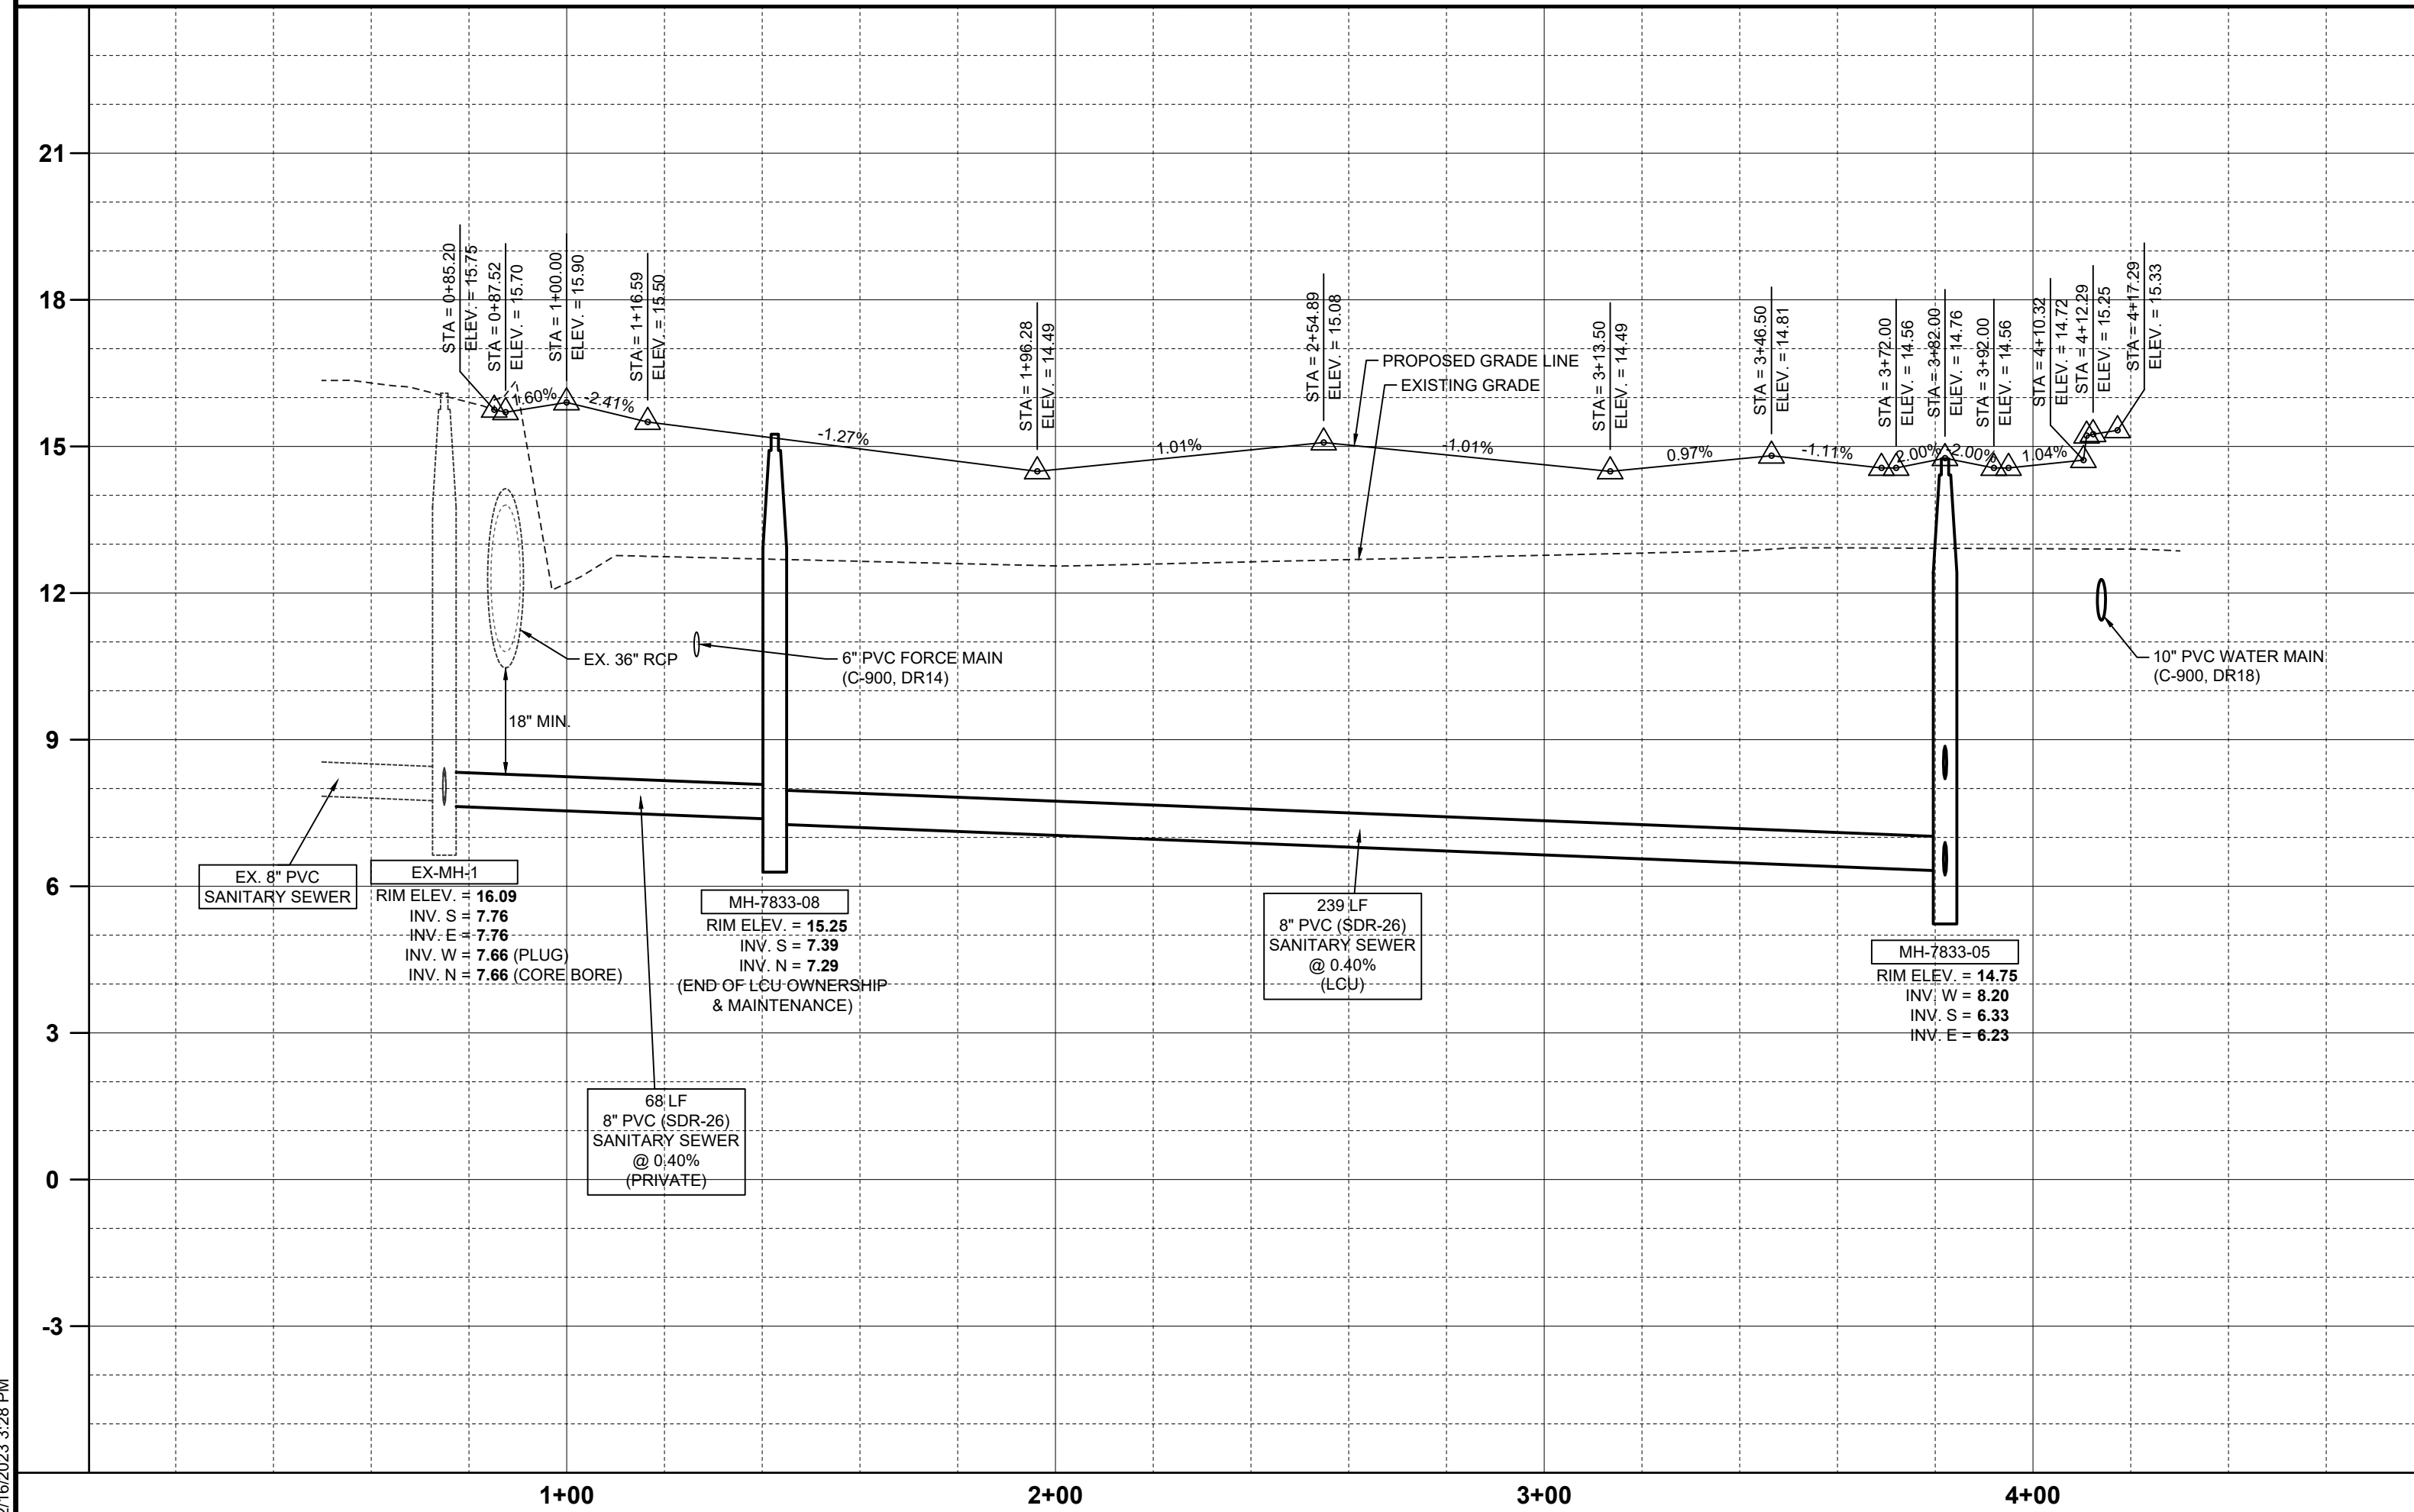 21
18
15
12
9
6
3
0
-3
1+00
2+00
3+00
4+00
STA = 0+85.20
ELEV. = 15.75
STA = 0+87.52
ELEV. = 15.70
STA = 1+00.00
ELEV. = 15.90
STA = 1+16.59
ELEV. = 15.50
STA = 1+96.28
ELEV. = 14.49
STA = 2+54.89
ELEV. = 15.08
STA = 3+13.50
ELEV. = 14.49
STA = 3+46.50
ELEV. = 14.81
STA = 3+72.00
ELEV. = 14.56
STA = 3+82.00
ELEV. = 14.76
STA = 3+92.00
ELEV. = 14.56
STA = 4+10.32
ELEV. = 14.72
STA = 4+12.29
ELEV. = 15.25
STA = 4+17.29
ELEV. = 15.33
1.60%
-2.41%
-1.27%
1.01%
-1.01%
0.97%
-1.11%
2.00%
-2.00%
1.04%
PROPOSED GRADE LINE
EXISTING GRADE
EX. 36" RCP
6" PVC FORCE MAIN
(C-900, DR14)
10" PVC WATER MAIN
(C-900, DR18)
18" MIN.
EX. 8" PVC
SANITARY SEWER
EX-MH-1
RIM ELEV. = 16.09
INV. S = 7.76
INV. E = 7.76
INV. W = 7.66 (PLUG)
INV. N = 7.66 (CORE BORE)
MH-7833-08
RIM ELEV. = 15.25
INV. S = 7.39
INV. N = 7.29
(END OF LCU OWNERSHIP
& MAINTENANCE)
239 LF
8" PVC (SDR-26)
SANITARY SEWER
@ 0.40%
(LCU)
MH-7833-05
RIM ELEV. = 14.75
INV. W = 8.20
INV. S = 6.33
INV. E = 6.23
68 LF
8" PVC (SDR-26)
SANITARY SEWER
@ 0.40%
(PRIVATE)
2/16/2023 3:28 PM